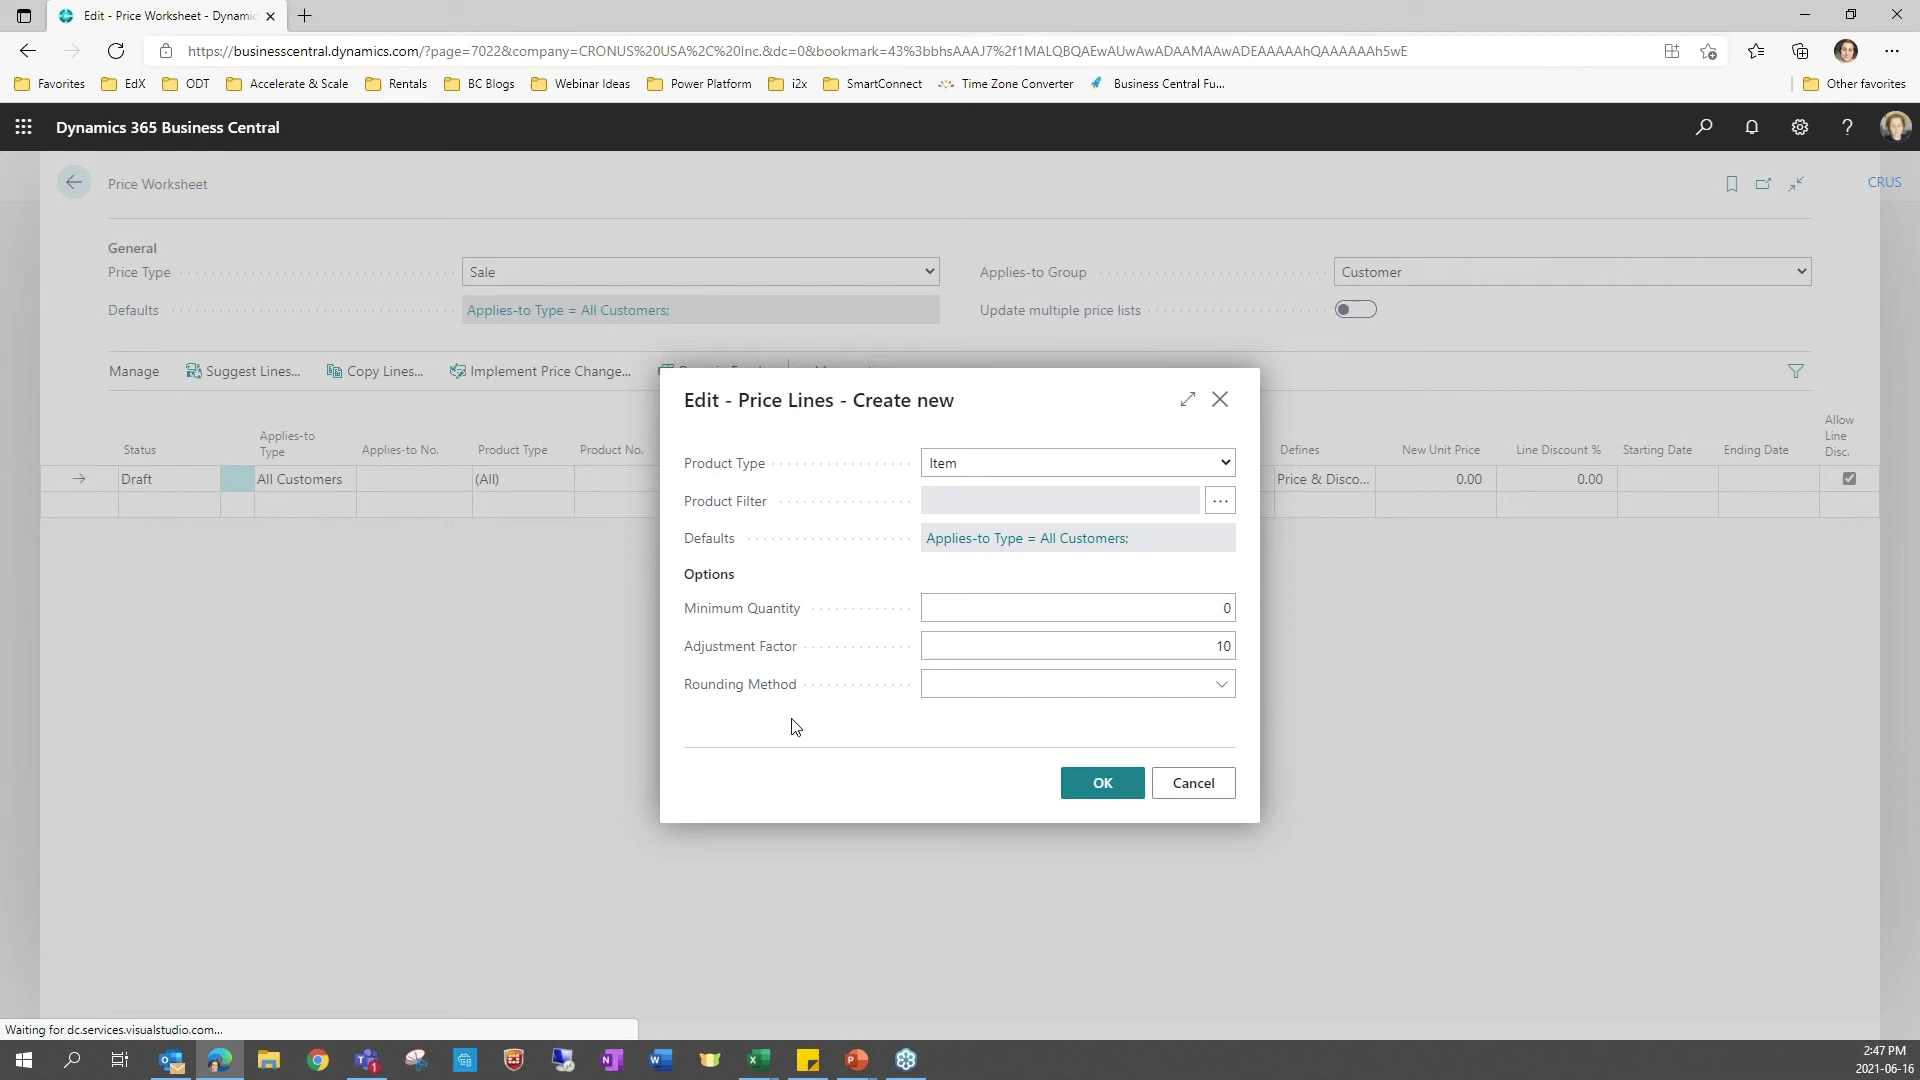 Edit - Price Worksheet - Dynamic
https://businesscentral.dynamics.com/?page=7022&company=CRONUS%20USA%2C%20Inc.&dc=0&bookmark=43%3bbhsAAAJ7%2f1MALQBQAEwAUwAwADAAMAAwADEAAAAAhQAAAAAAh5wE
Favorites EdX ODT Accelerate & Scale Rentals BC Blogs Webinar Ideas Power Platform i2x SmartConnect Time Zone Converter Business Central Fu... Other favorites
Dynamics 365 Business Central
Price Worksheet CRUS
General
Price Type Sale Applies-to Group Customer
Defaults Applies-to Type = All Customers; Update multiple price lists
Manage Suggest Lines... Copy Lines... Implement Price Change...
Edit - Price Lines - Create new
Status Applies-to Type Applies-to No. Product Type Product No. Defines New Unit Price Line Discount % Starting Date Ending Date Allow Line Disc.
Draft All Customers (All) Price & Disco... 0.00 0.00
Product Type Item
Product Filter ...
Defaults Applies-to Type = All Customers;
Options
Minimum Quantity 0
Adjustment Factor 10
Rounding Method
OK Cancel
Waiting for dc.services.visualstudio.com...
2:47 PM
2021-06-16